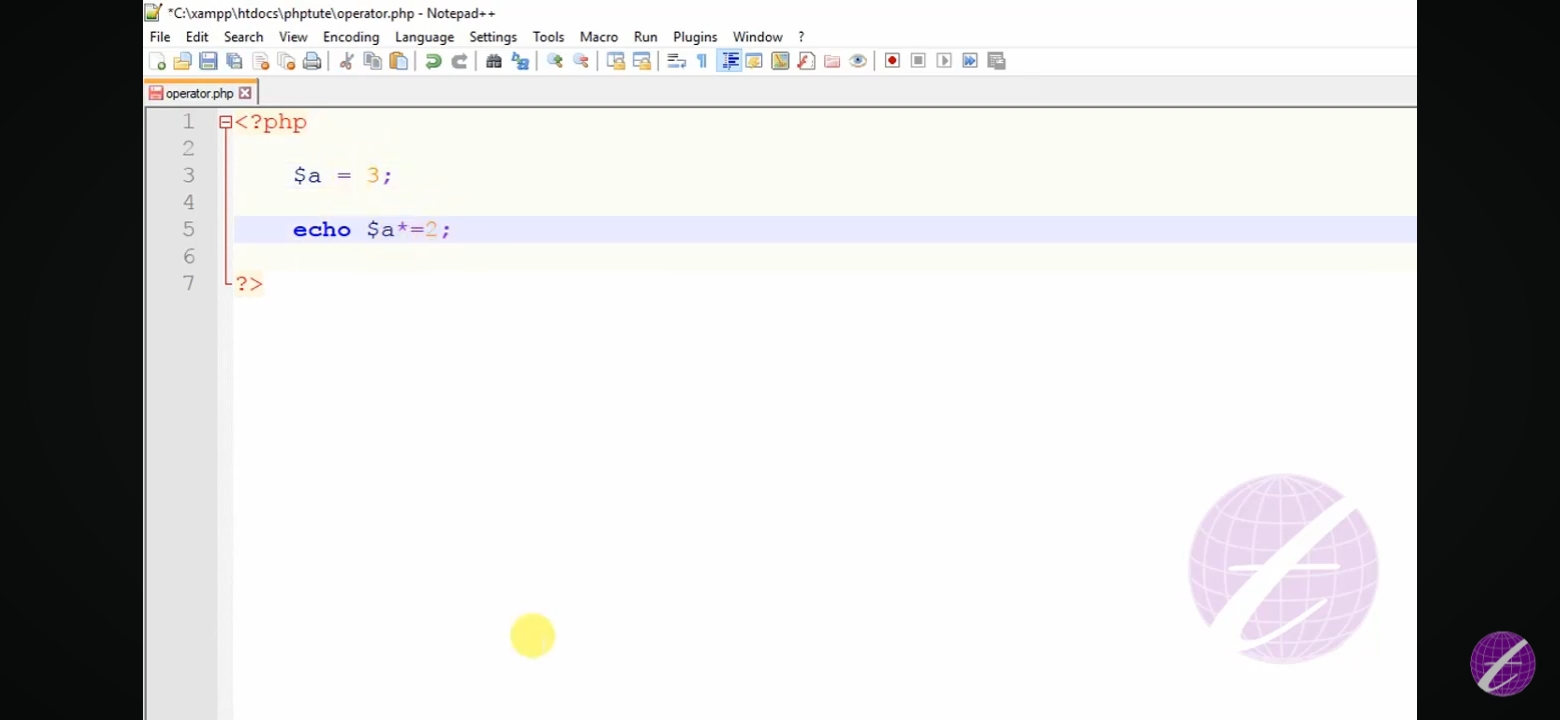 *C:\xampp\htdocs\phptute\operator.php - Notepad++
File Edit Search View Encoding Language Settings Tools Macro Run Plugins Window ?
operator.php
1 <?php
2
3 $a = 3;
4
5 echo $a*=2;
6
7 ?>